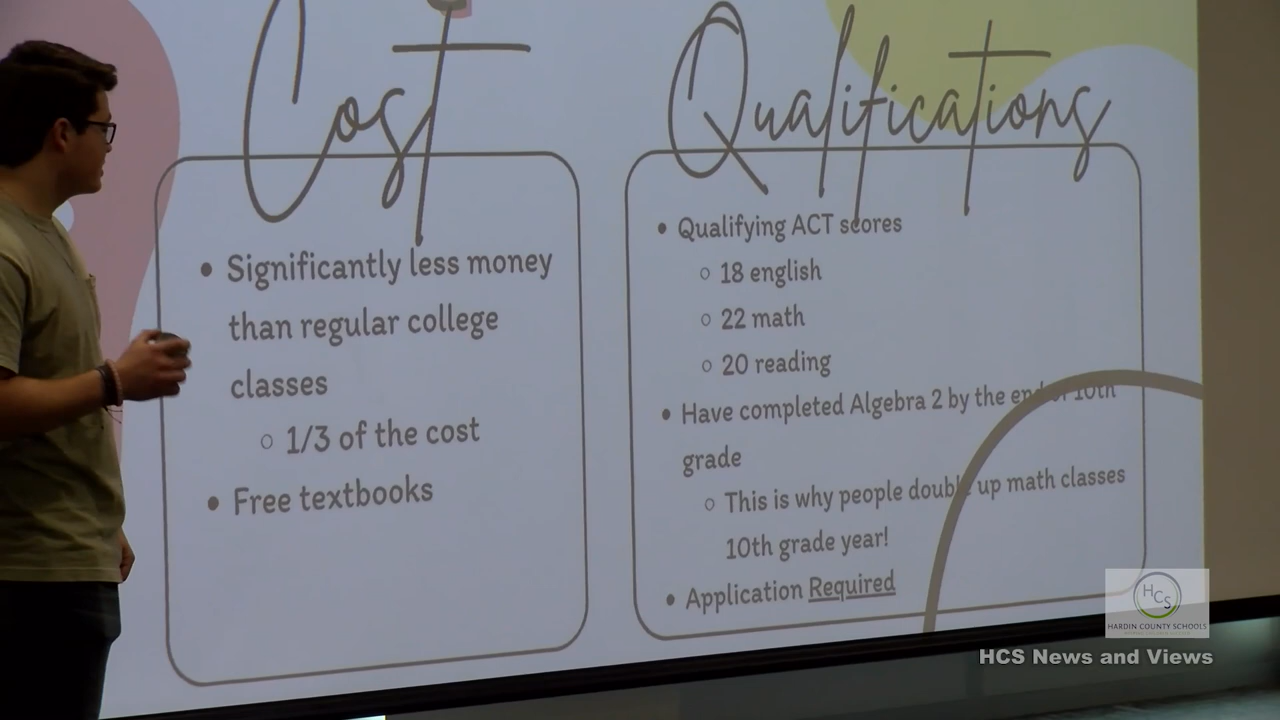 Cost
Significantly less money
than regular college
classes
1/3 of the cost
Free textbooks
Qualifications
Qualifying ACT scores
18 english
22 math
20 reading
Have completed Algebra 2 by the end of 10th
grade
This is why people double up math classes
10th grade year!
Application Required
HCS
HARDIN COUNTY SCHOOLS
HCS News and Views